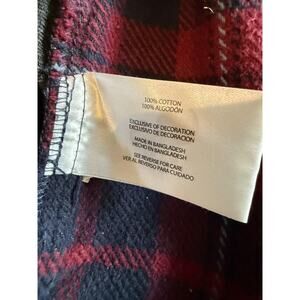 100% COTTON
100% ALGODÓN
EXCLUSIVE OF DECORATION
EXCLUSIVO DE DECORACION
MADE IN BANGLADESH
HECHO EN BANGLADESH
SEE REVERSE FOR CARE
VER AL REVERSO PARA CUIDADO